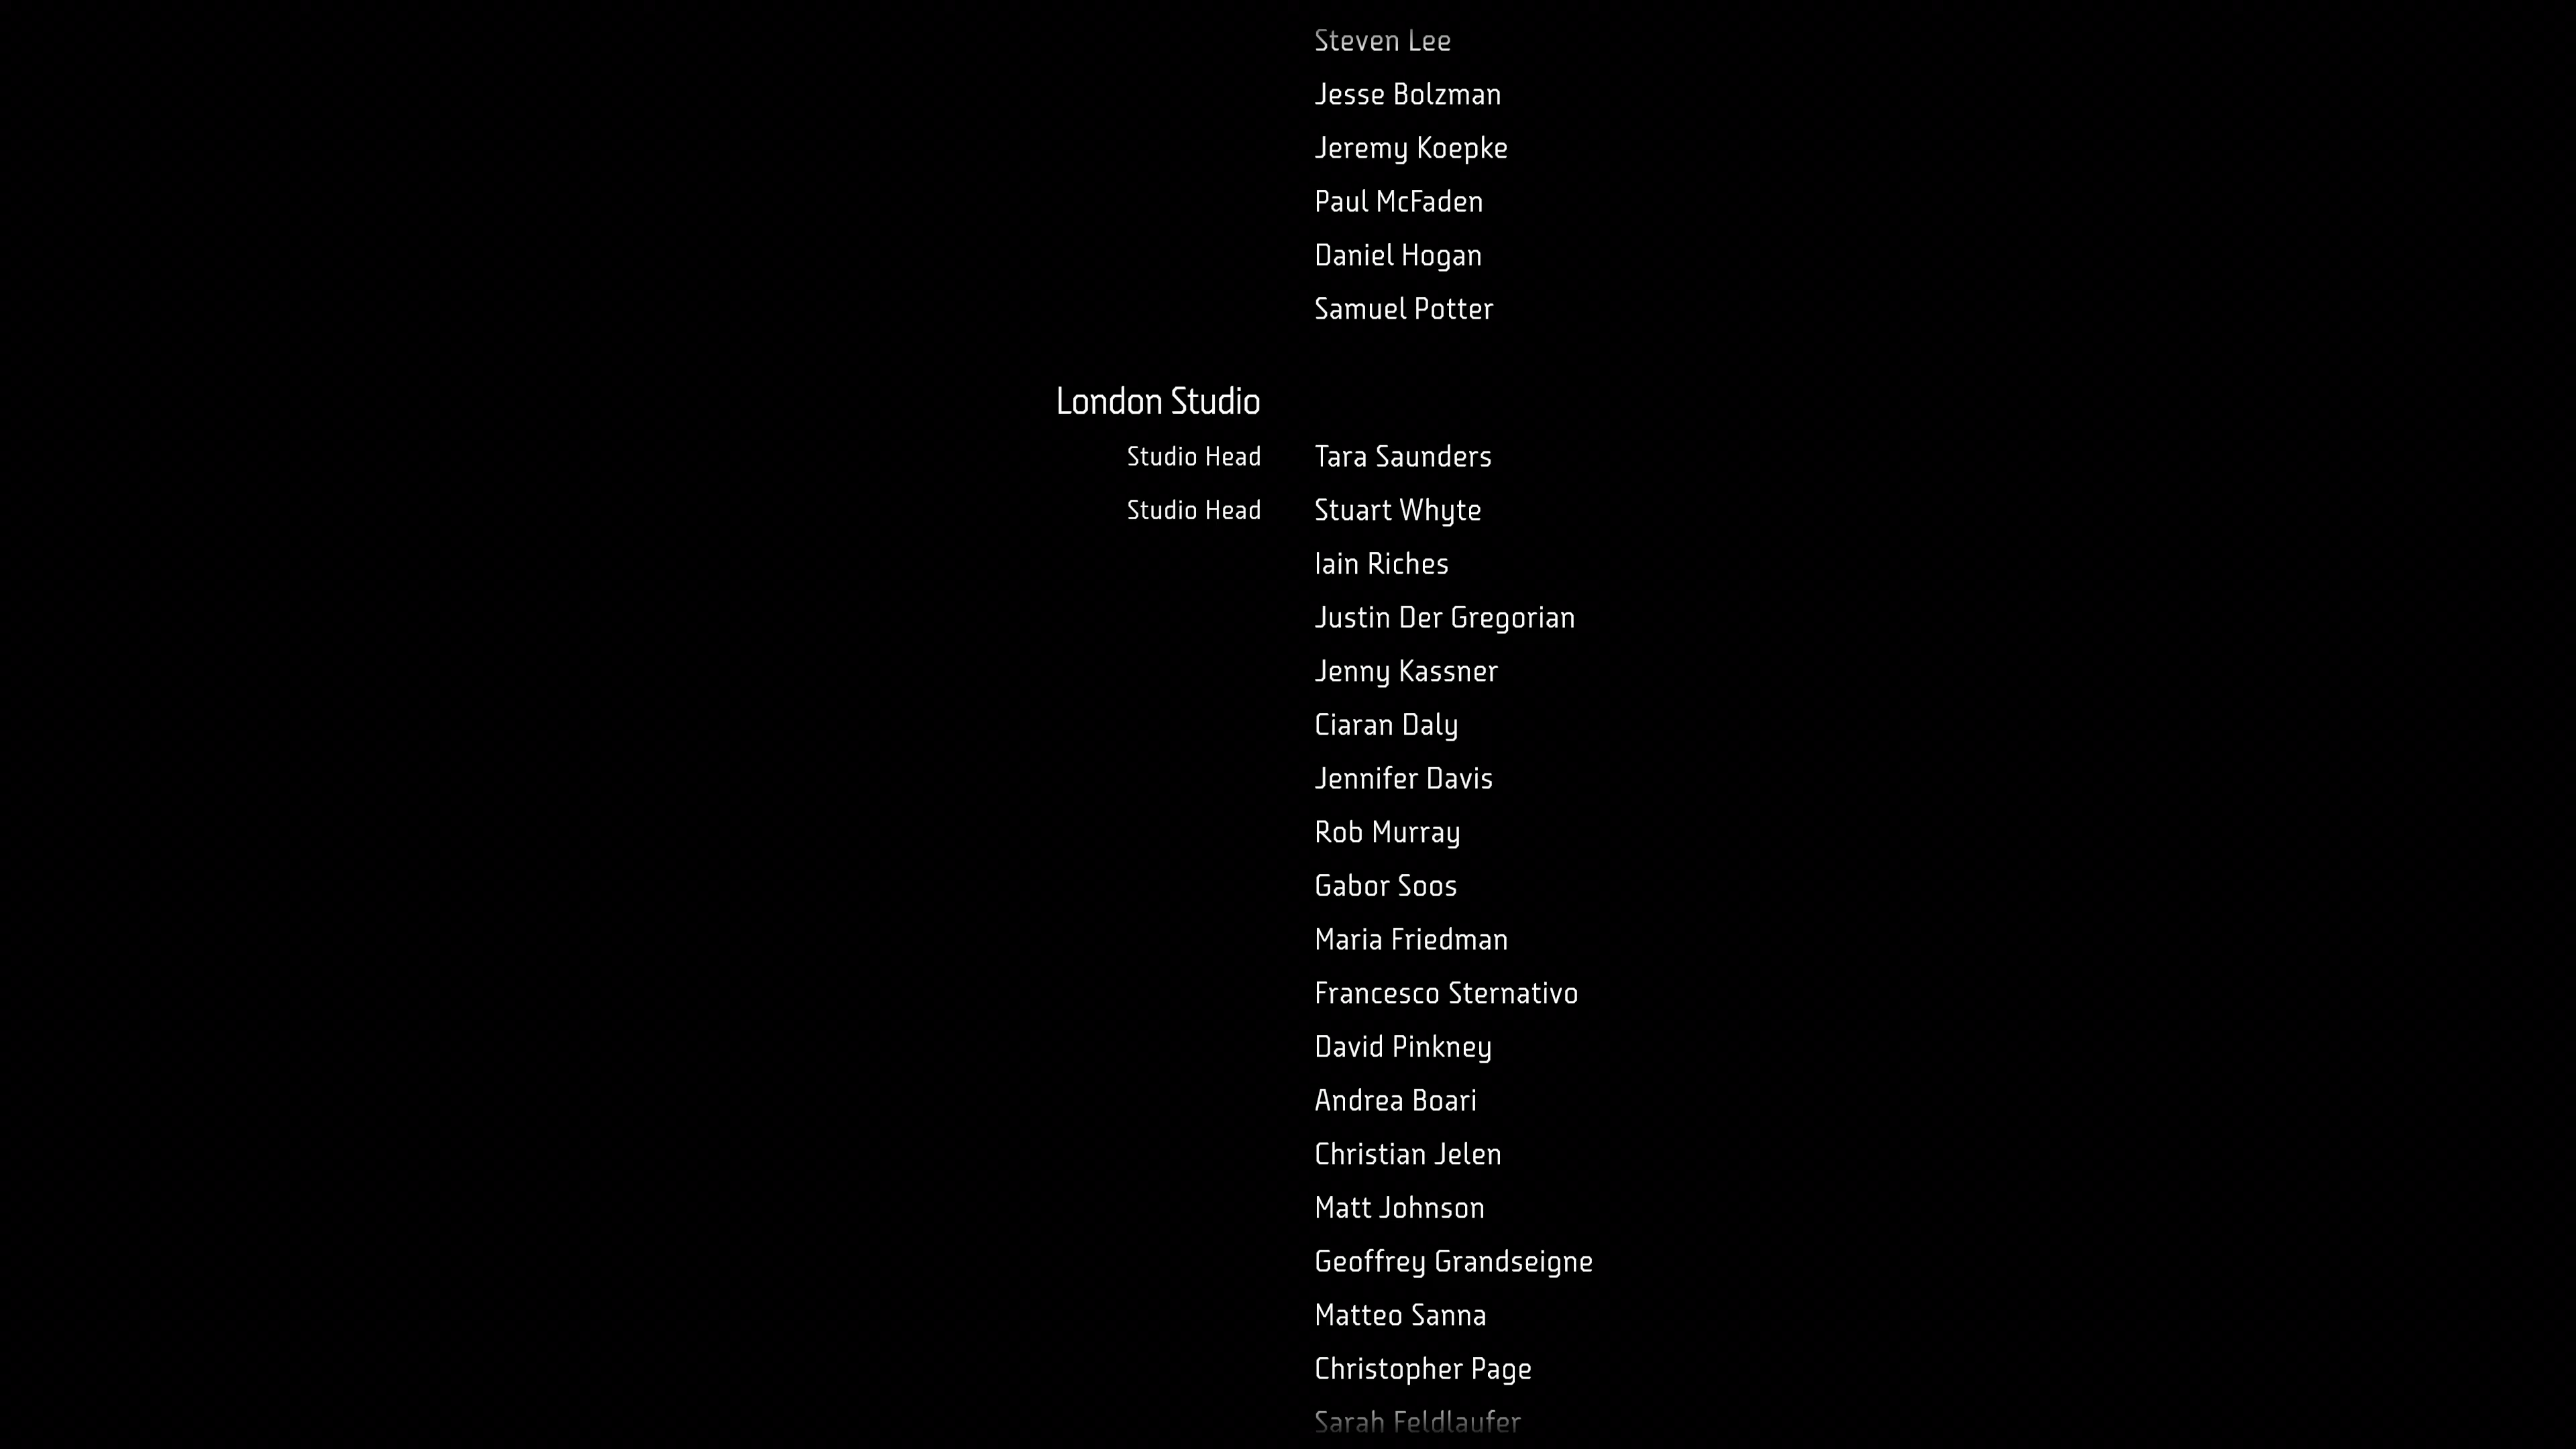 Steven Lee
Jesse Bolzman
Jeremy Koepke
Paul McFaden
Daniel Hogan
Samuel Potter
London Studio
Studio Head Tara Saunders
Studio Head Stuart Whyte
Iain Riches
Justin Der Gregorian
Jenny Kassner
Ciaran Daly
Jennifer Davis
Rob Murray
Gabor Soos
Maria Friedman
Francesco Sternativo
David Pinkney
Andrea Boari
Christian Jelen
Matt Johnson
Geoffrey Grandseigne
Matteo Sanna
Christopher Page
Sarah Feldlaufer